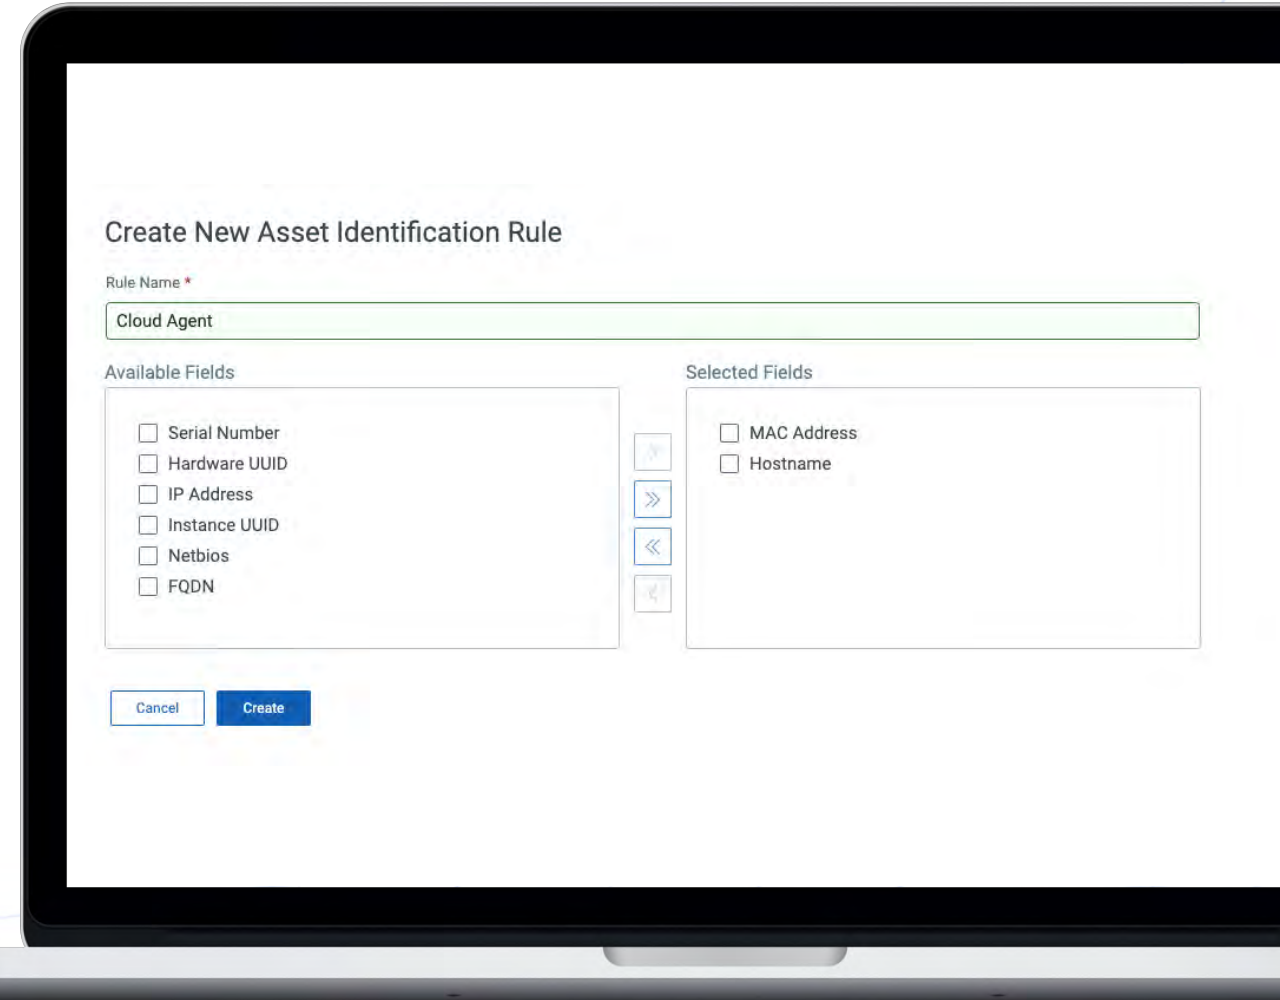 Create New Asset Identification Rule
Rule Name *
Cloud Agent
Available Fields
Selected Fields
Serial Number
Hardware UUID
IP Address
Instance UUID
Netbios
FQDN
MAC Address
Hostname
Cancel
Create